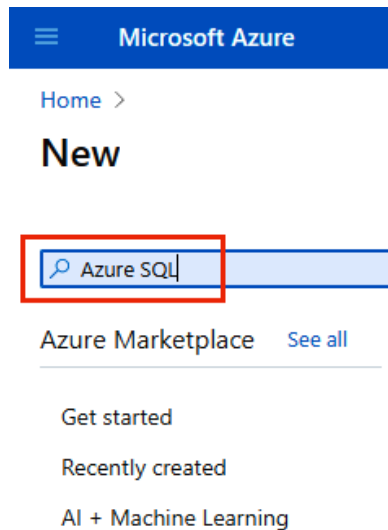 Microsoft Azure
Home >
New
Azure SQL
Azure Marketplace See all
Get started
Recently created
AI + Machine Learning